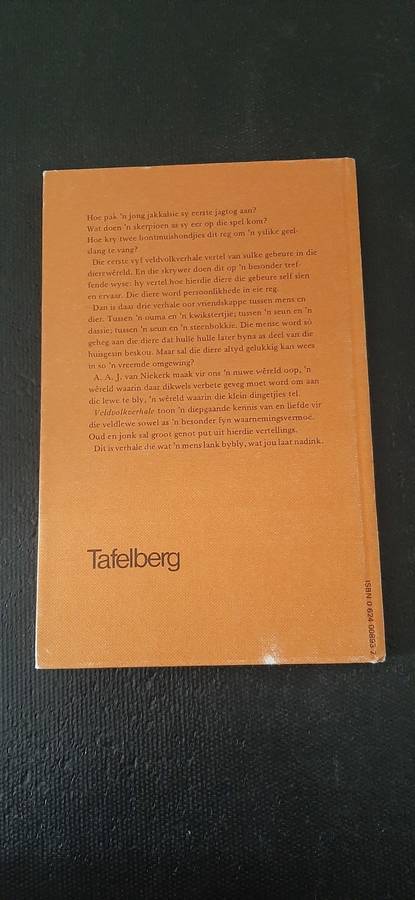 Hoe pak 'n jong jakkalsie sy eerste jagtog aan?
Wat doen 'n skerpioen as sy eer op die spel kom?
Hoe kry twee bontmuishondjies dit reg om 'n yslike geel-
slang te vang?
Die eerste vyf veldvolkverhale vertel van sulke gebeure in die
dierewêreld. En die skrywer doen dit op 'n besonder tref-
fende wyse: hy vertel hoe hierdie diere die gebeure self sien
en ervaar. Die diere word persoonlikhede in eie reg.
Dan is daar drie verhale oor vriendskappe tussen mens en
dier. Tussen 'n ouma en 'n kwikstertjie; tussen 'n seun en 'n
dassie; tussen 'n seun en 'n steenbokkie. Die mense word só
geheg aan die diere dat hulle hulle later byna as deel van die
huisgesin beskou. Maar sal die diere altyd gelukkig kan wees
in so 'n vreemde omgewing?
A. A. J. van Niekerk maak vir ons 'n nuwe wêreld oop, 'n
wêreld waarin daar dikwels verbete geveg moet word om aan
die lewe te bly, 'n wêreld waarin die klein dingetjies tel.
Veldvolkverhale toon 'n diepgaande kennis van en liefde vir
die veldlewe sowel as 'n besonder fyn waarnemingsvermoë.
Oud en jonk sal groot genot put uit hierdie vertellings.
Dit is verhale die wat 'n mens lank bybly, wat jou laat nadink.
Tafelberg
ISBN 0 624 00893 7